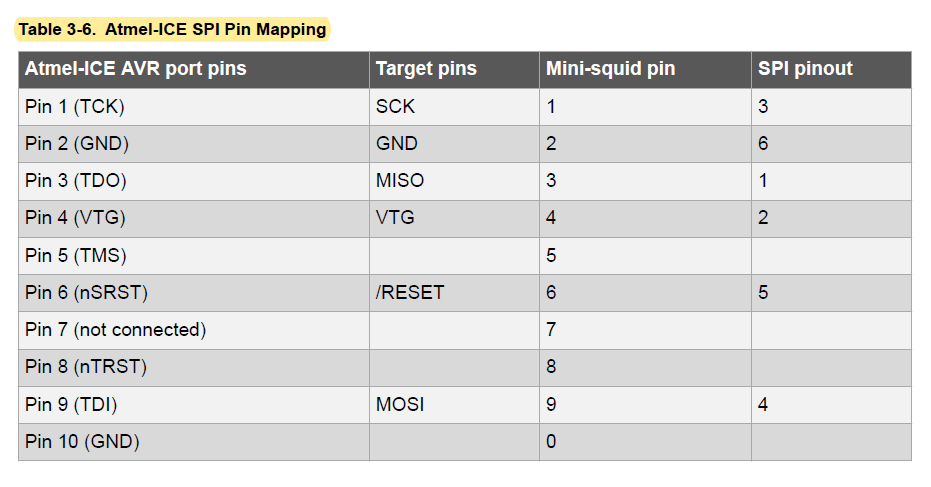 Table 3-6. Atmel-ICE SPI Pin Mapping
Atmel-ICE AVR port pins Target pins Mini-squid pin SPI pinout
Pin 1 (TCK) SCK 1 3
Pin 2 (GND) GND 2 6
Pin 3 (TDO) MISO 3 1
Pin 4 (VTG) VTG 4 2
Pin 5 (TMS) 5
Pin 6 (nSRST) /RESET 6 5
Pin 7 (not connected) 7
Pin 8 (nTRST) 8
Pin 9 (TDI) MOSI 9 4
Pin 10 (GND) 0